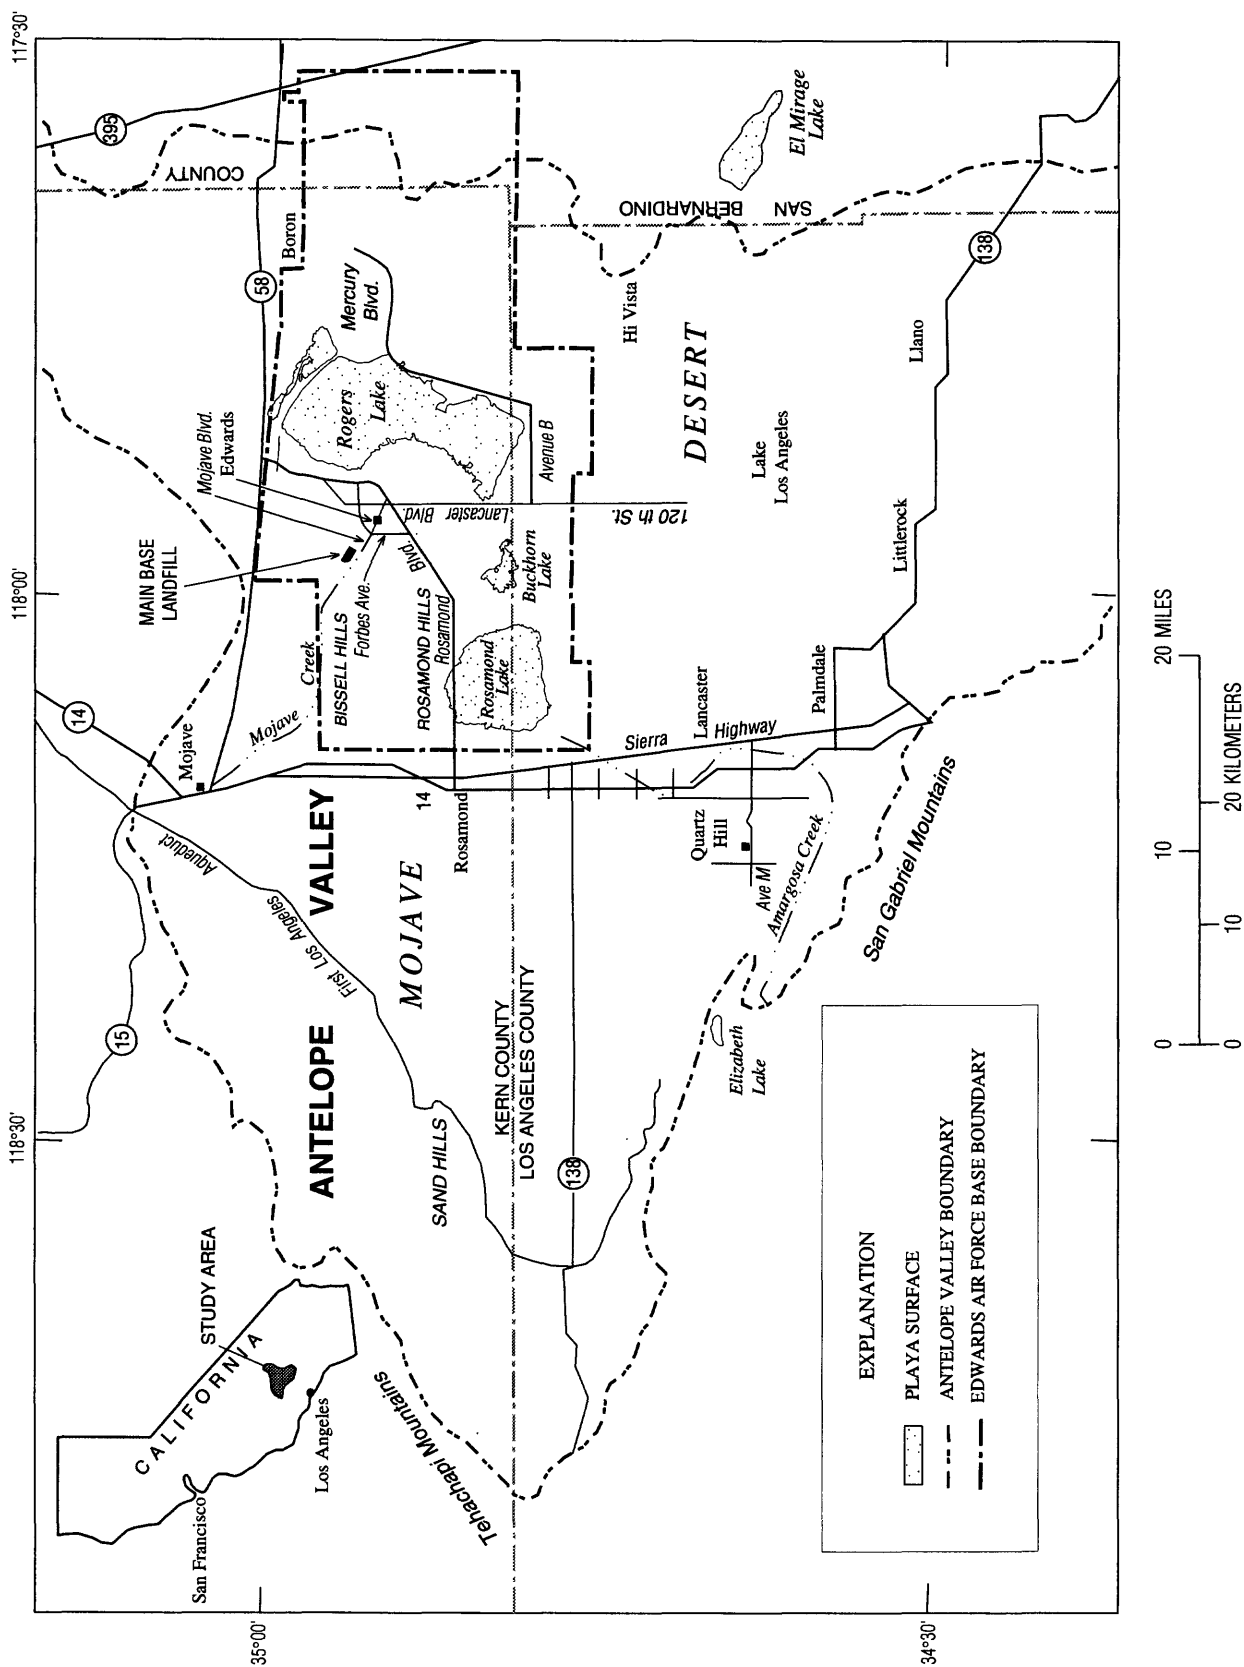 118°30'
118°00'
117°30'
35°00'
34°30'
CALIFORNIA
STUDY AREA
San Francisco
Los Angeles
15
14
395
58
COUNTY
SAN
BERNARDINO
Mojave
Mojave
Creek
MAIN BASE
LANDFILL
Mojave Blvd.
Edwards
Boron
Aqueduct
First Los Angeles
ANTELOPE
VALLEY
BISSELL HILLS
Forbes Ave.
Rogers
Lake
Mercury
Blvd.
MOJAVE
DESERT
14
Rosamond
ROSAMOND HILLS
Rosamond
Blvd.
Lancaster Blvd.
Rosamond
Lake
Buckhorn
Lake
Avenue B
120 th St.
Tehachapi Mountains
SAND HILLS
KERN COUNTY
LOS ANGELES COUNTY
138
Hi Vista
El Mirage
Lake
Sierra
Highway
Lancaster
Quartz
Hill
Ave M
Amargosa Creek
Elizabeth
Lake
Lake
Los Angeles
Palmdale
Littlerock
Llano
138
San Gabriel Mountains
EXPLANATION
PLAYA SURFACE
ANTELOPE VALLEY BOUNDARY
EDWARDS AIR FORCE BASE BOUNDARY
0 10 20 MILES
0 10 20 KILOMETERS